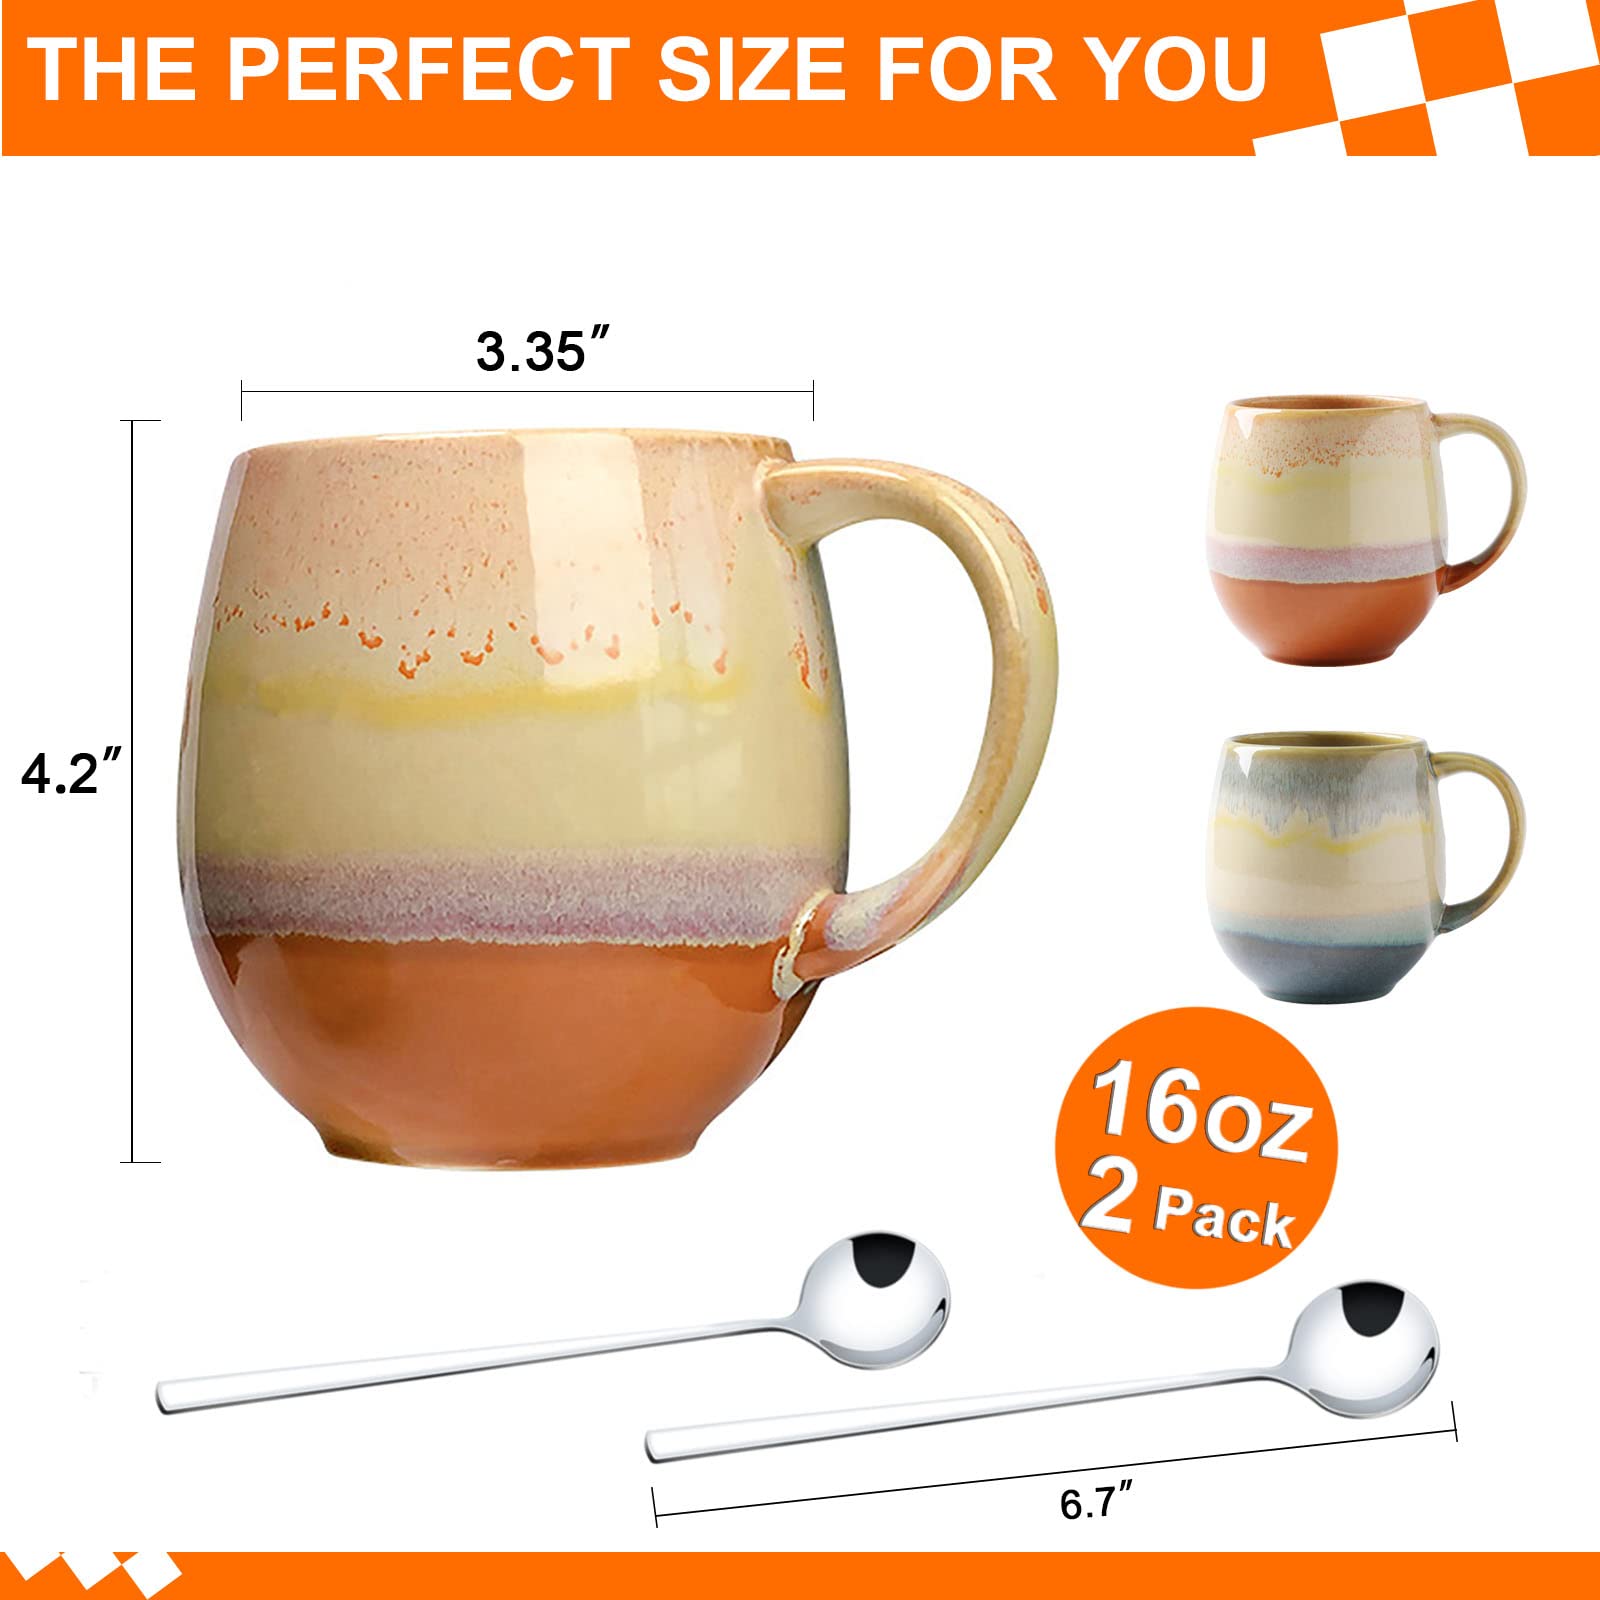 THE PERFECT SIZE FOR YOU
3.35″
4.2″
16OZ
2 Pack
6.7″